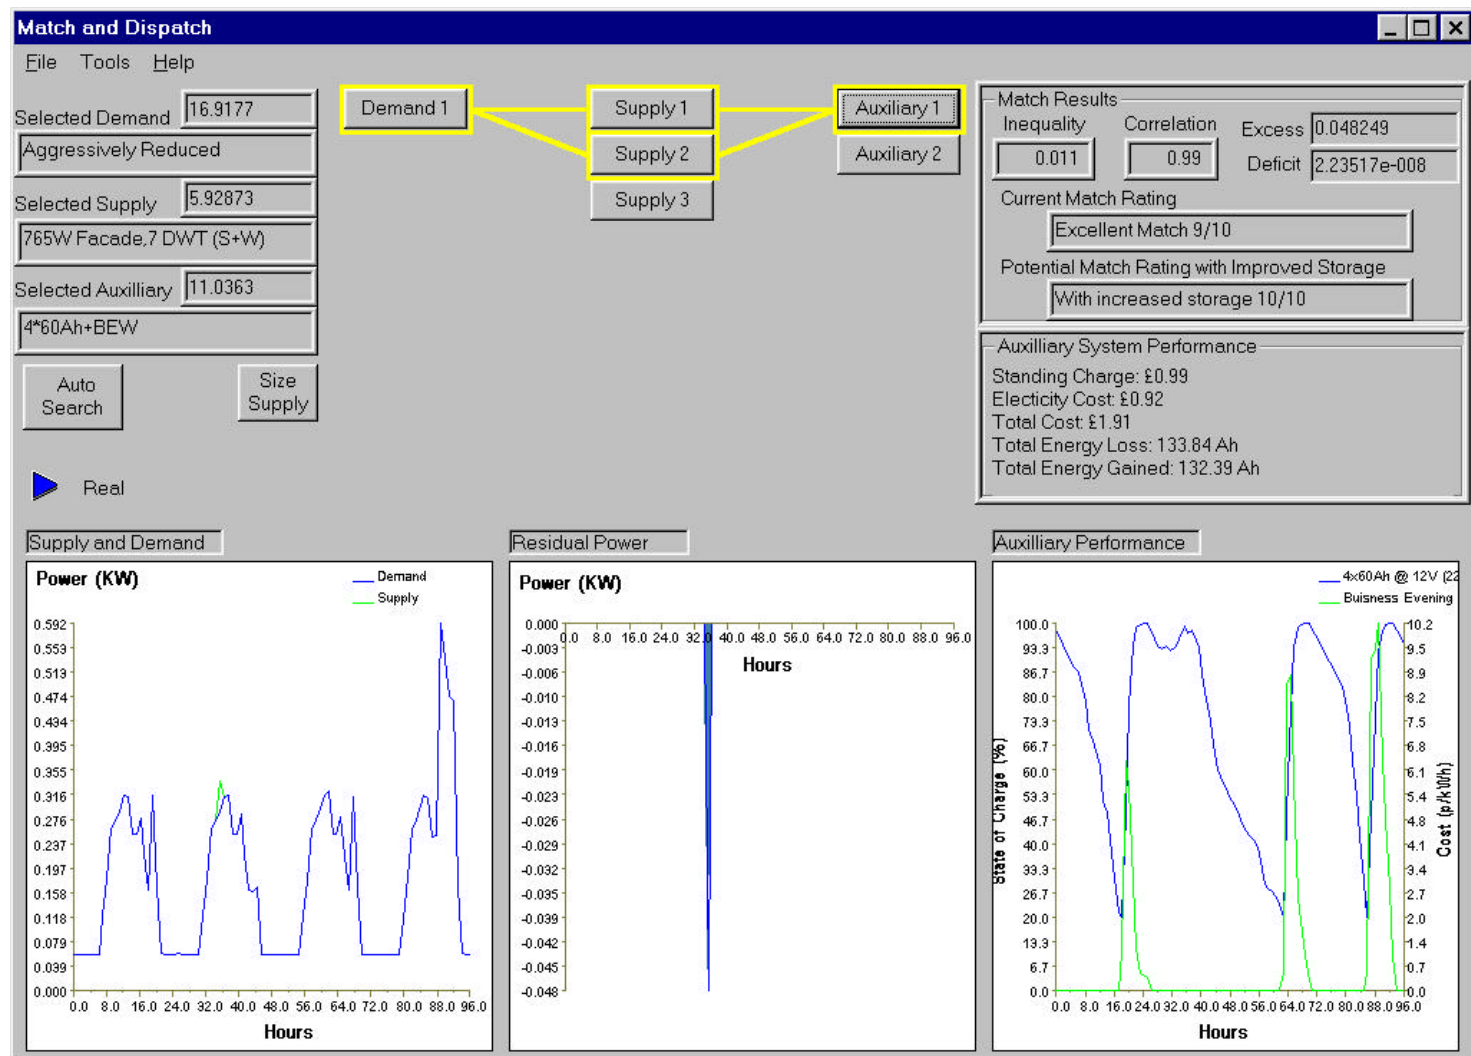 Match and Dispatch
File Tools Help
Selected Demand 16.9177
Aggressively Reduced
Selected Supply 5.92873
765W Facade,7 DWT (S+W)
Selected Auxilliary 11.0363
4*60Ah+BEW
Auto Search
Size Supply
Real
Demand 1
Supply 1
Supply 2
Supply 3
Auxiliary 1
Auxiliary 2
Match Results
Inequality Correlation Excess 0.048249
0.011 0.99 Deficit 2.23517e-008
Current Match Rating
Excellent Match 9/10
Potential Match Rating with Improved Storage
With increased storage 10/10
Auxilliary System Performance
Standing Charge: £0.99
Electicity Cost: £0.92
Total Cost: £1.91
Total Energy Loss: 133.84 Ah
Total Energy Gained: 132.39 Ah
Supply and Demand
Power (KW)
Demand
Supply
0.592
0.553
0.513
0.474
0.434
0.395
0.355
0.316
0.276
0.237
0.197
0.158
0.118
0.079
0.039
0.000
0.0 8.0 16.0 24.0 32.0 40.0 48.0 56.0 64.0 72.0 80.0 88.0 96.0
Hours
Residual Power
Power (KW)
0.000
0.0 8.0 16.0 24.0 32.0 40.0 48.0 56.0 64.0 72.0 80.0 88.0 96.0
Hours
-0.003
-0.006
-0.010
-0.013
-0.016
-0.019
-0.023
-0.026
-0.029
-0.032
-0.035
-0.039
-0.042
-0.045
-0.048
Auxilliary Performance
4x60Ah @ 12V (22
Buisness Evening
State of Charge (%)
100.0
93.3
86.7
80.0
73.3
66.7
60.0
53.3
46.7
40.0
33.3
26.7
20.0
13.3
6.7
0.0
10.2
9.5
8.9
8.2
7.5
6.8
6.1
5.4
4.8
4.1
3.4
2.7
2.0
1.4
0.7
0.0
Cost (p/kWh)
0.0 8.0 16.0 24.0 32.0 40.0 48.0 56.0 64.0 72.0 80.0 88.0 96.0
Hours